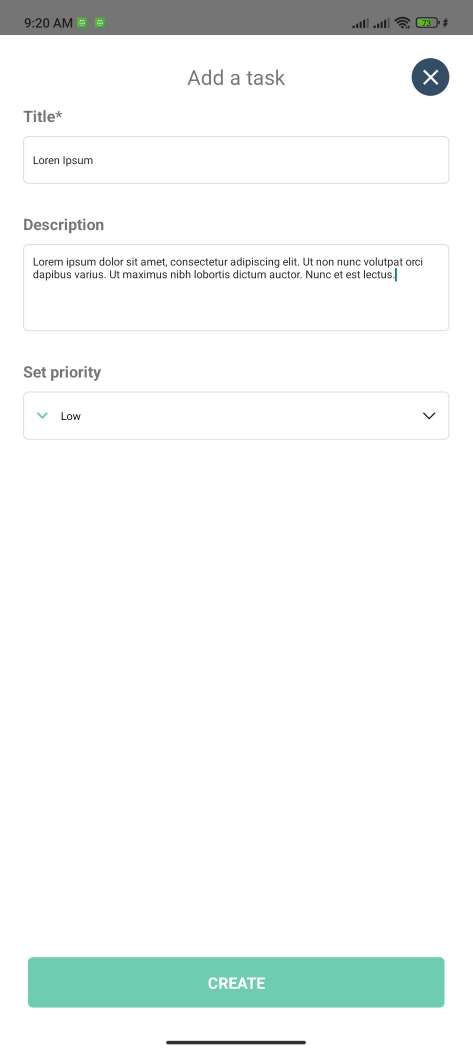 9:20 AM
73
Add a task
Title*
Loren Ipsum
Description
Lorem ipsum dolor sit amet, consectetur adipiscing elit. Ut non nunc volutpat orci
dapibus varius. Ut maximus nibh lobortis dictum auctor. Nunc et est lectus.
Set priority
Low
CREATE